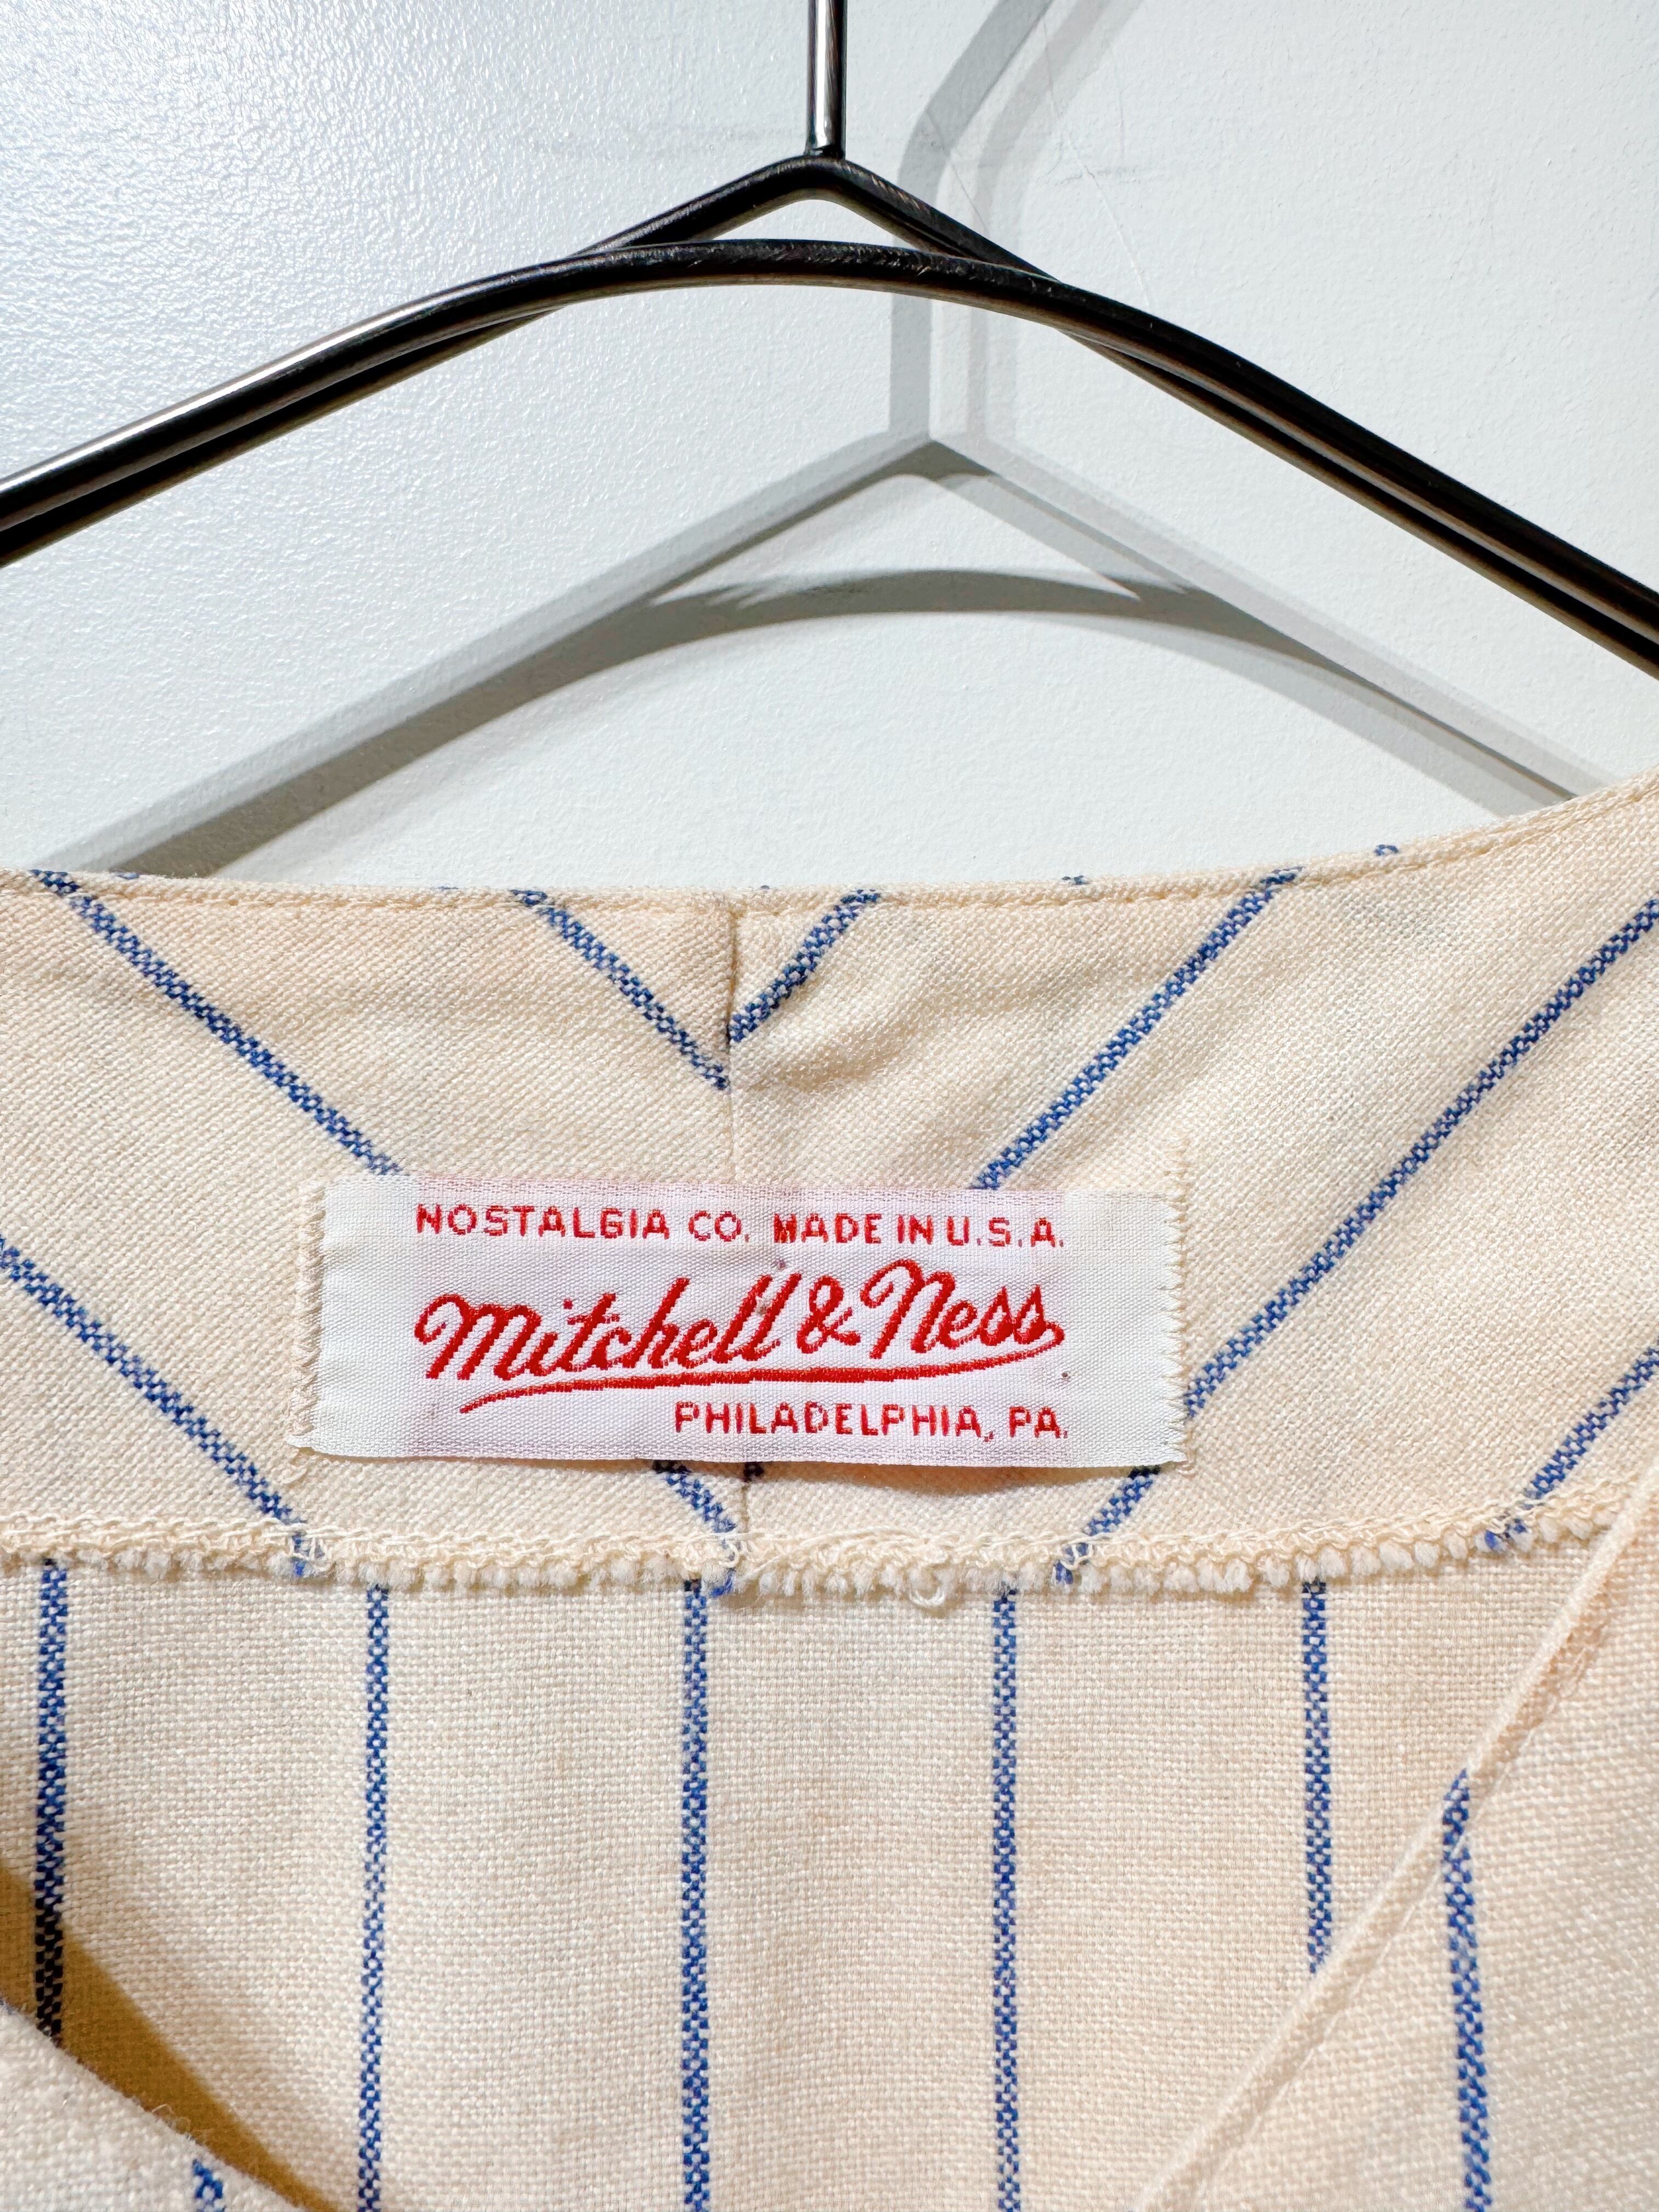 NOSTALGIA CO. MADE IN U.S.A.
Mitchell & Ness
PHILADELPHIA, PA.